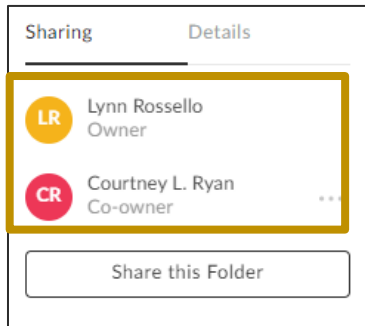 Sharing Details
LR Lynn Rossello
Owner
CR Courtney L. Ryan
Co-owner
Share this Folder